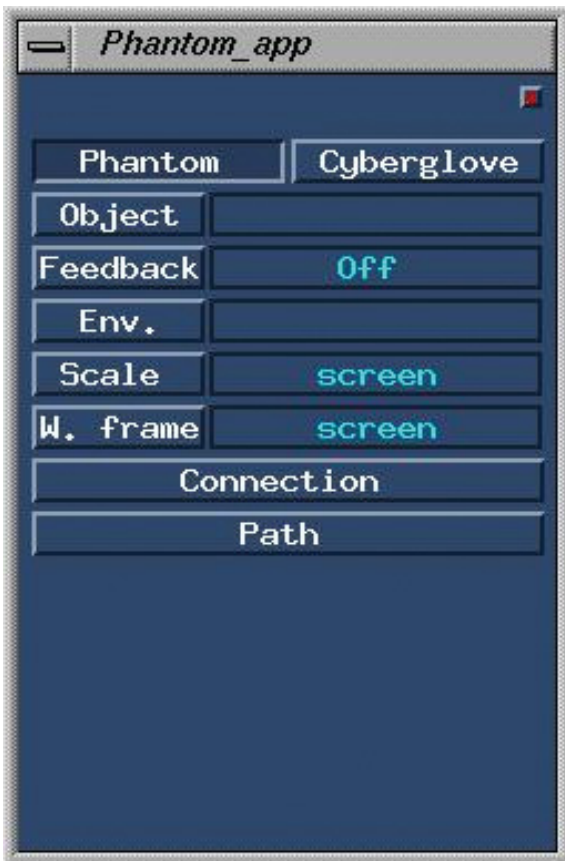 Phantom_app
Phantom Cyberglove
Object
Feedback Off
Env.
Scale screen
W. frame screen
Connection
Path